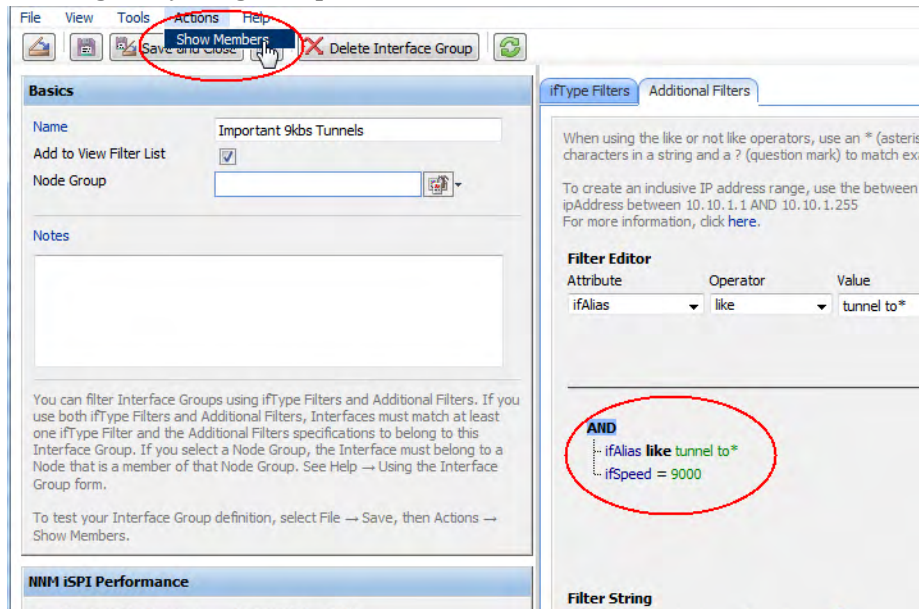 File View Tools Actions Help
Show Members
Save and Close Delete Interface Group
Basics
Name Important 9kbs Tunnels
Add to View Filter List
Node Group
Notes
You can filter Interface Groups using ifType Filters and Additional Filters. If you
use both ifType Filters and Additional Filters, Interfaces must match at least
one ifType Filter and the Additional Filters specifications to belong to this
Interface Group. If you select a Node Group, the Interface must belong to a
Node that is a member of that Node Group. See Help → Using the Interface
Group form.
To test your Interface Group definition, select File → Save, then Actions →
Show Members.
NNM iSPI Performance
ifType Filters Additional Filters
When using the like or not like operators, use an * (asteris
characters in a string and a ? (question mark) to match exa
To create an inclusive IP address range, use the between
ipAddress between 10.10.1.1 AND 10.10.1.255
For more information, click here.
Filter Editor
Attribute Operator Value
ifAlias like tunnel to*
AND
ifAlias like tunnel to*
ifSpeed = 9000
Filter String